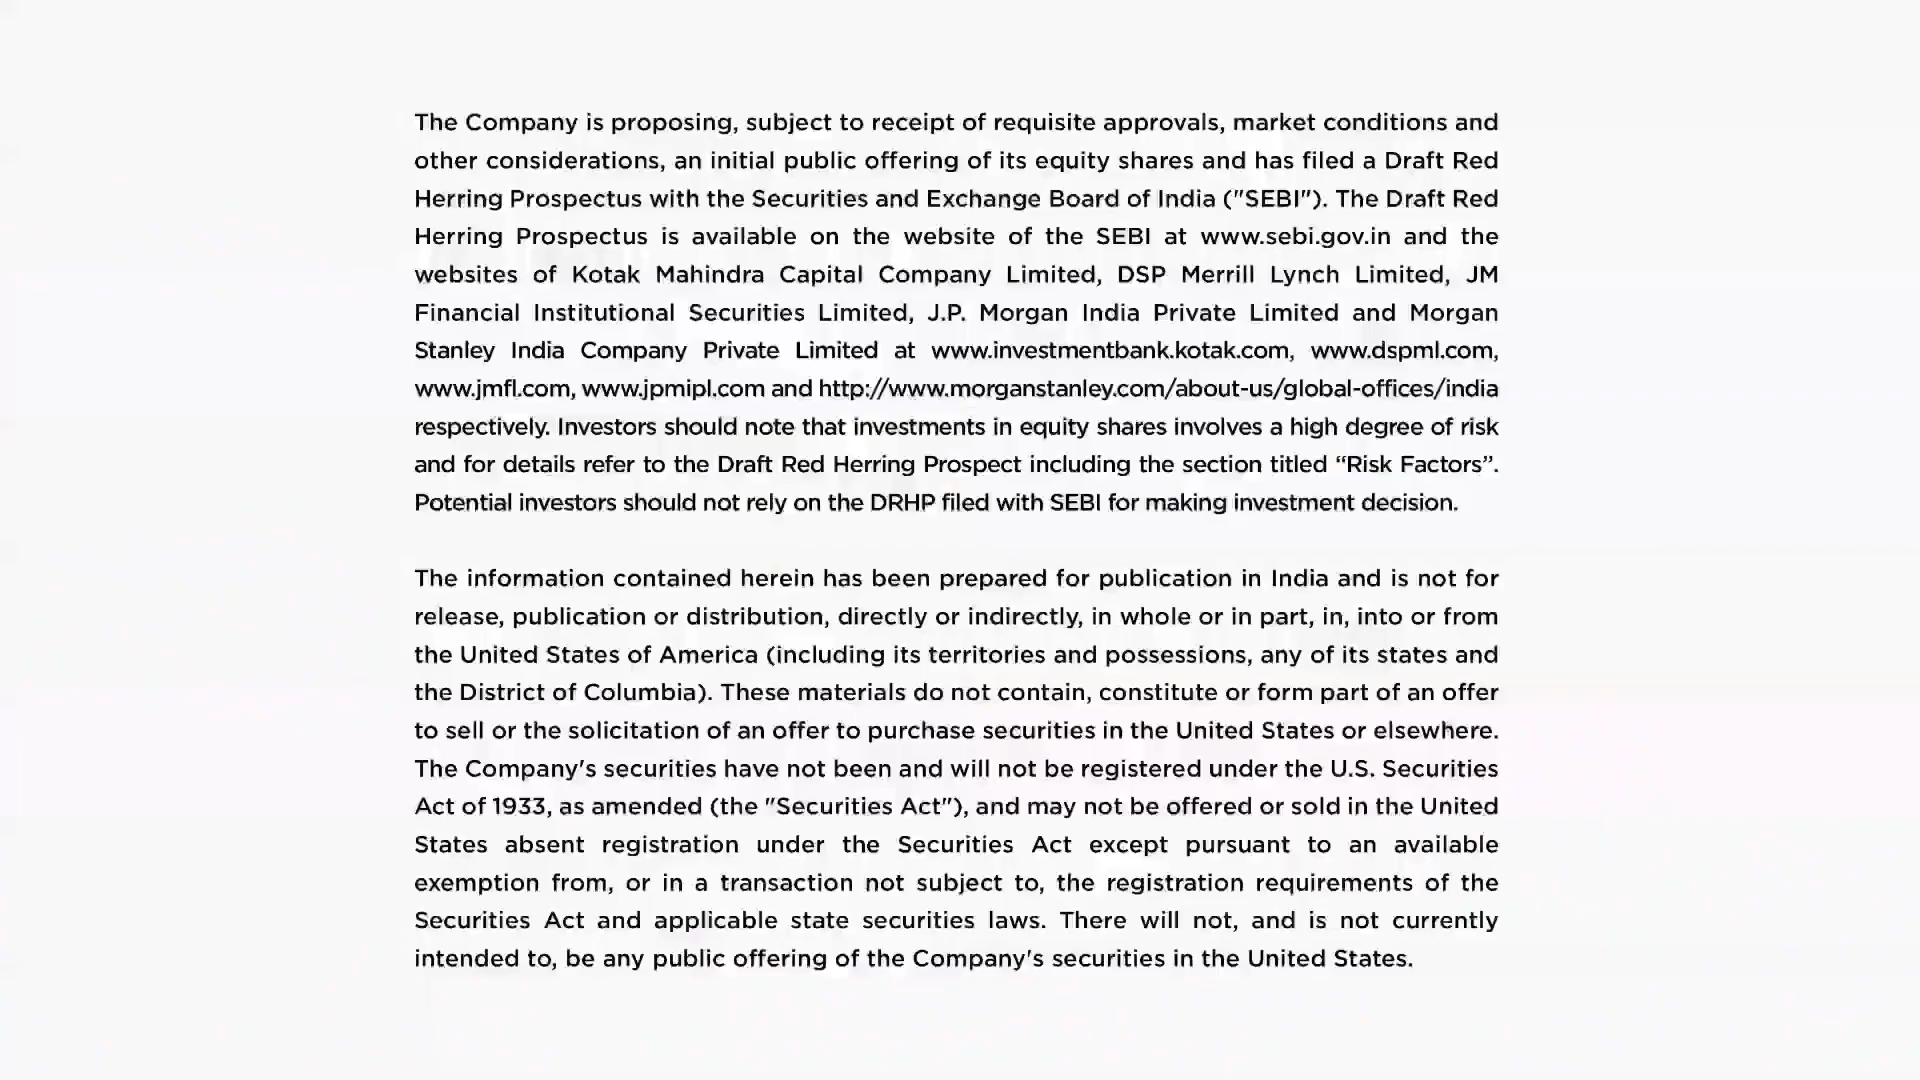 The Company is proposing, subject to receipt of requisite approvals, market conditions and
other considerations, an initial public offering of its equity shares and has filed a Draft Red
Herring Prospectus with the Securities and Exchange Board of India ("SEBI"). The Draft Red
Herring Prospectus is available on the website of the SEBI at www.sebi.gov.in and the
websites of Kotak Mahindra Capital Company Limited, DSP Merrill Lynch Limited, JM
Financial Institutional Securities Limited, J.P. Morgan India Private Limited and Morgan
Stanley India Company Private Limited at www.investmentbank.kotak.com, www.dspml.com,
www.jmfl.com, www.jpmipl.com and http://www.morganstanley.com/about-us/global-offices/india
respectively. Investors should note that investments in equity shares involves a high degree of risk
and for details refer to the Draft Red Herring Prospect including the section titled “Risk Factors”.
Potential investors should not rely on the DRHP filed with SEBI for making investment decision.
The information contained herein has been prepared for publication in India and is not for
release, publication or distribution, directly or indirectly, in whole or in part, in, into or from
the United States of America (including its territories and possessions, any of its states and
the District of Columbia). These materials do not contain, constitute or form part of an offer
to sell or the solicitation of an offer to purchase securities in the United States or elsewhere.
The Company's securities have not been and will not be registered under the U.S. Securities
Act of 1933, as amended (the "Securities Act"), and may not be offered or sold in the United
States absent registration under the Securities Act except pursuant to an available
exemption from, or in a transaction not subject to, the registration requirements of the
Securities Act and applicable state securities laws. There will not, and is not currently
intended to, be any public offering of the Company's securities in the United States.